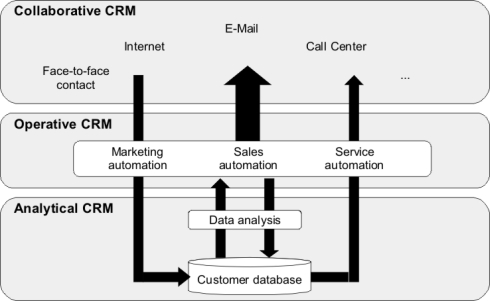 Collaborative CRM
E-Mail
Internet
Call Center
Face-to-face
contact
...
Operative CRM
Marketing
automation
Sales
automation
Service
automation
Analytical CRM
Data analysis
Customer database